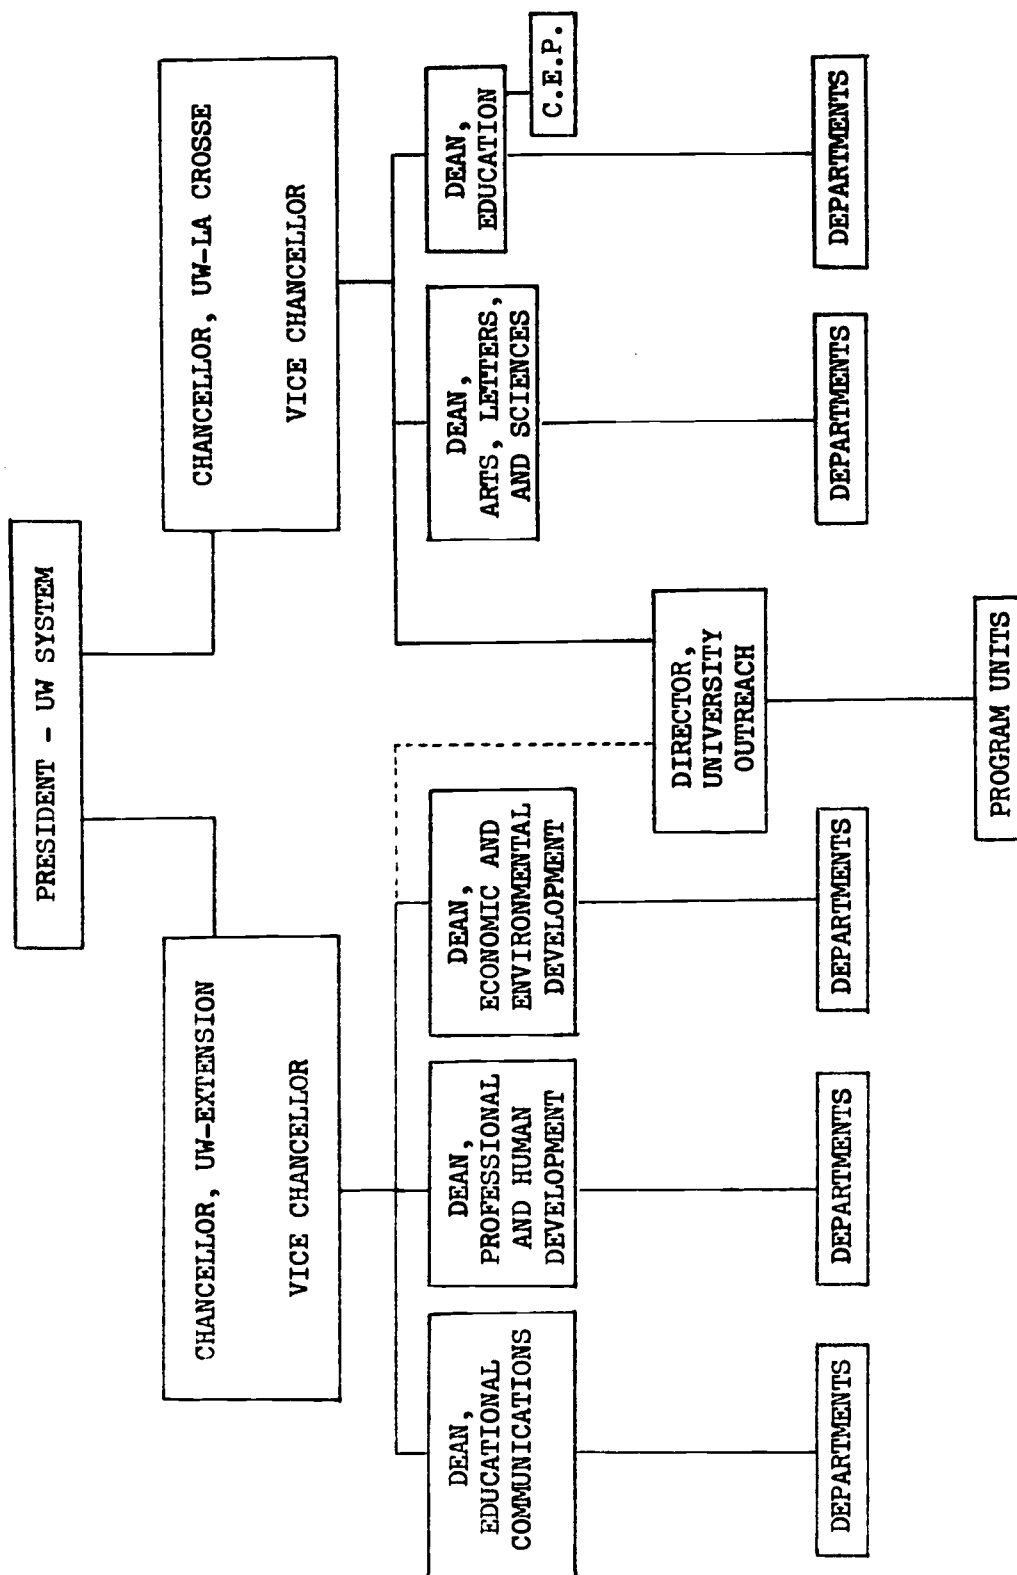 PRESIDENT - UW SYSTEM
CHANCELLOR, UW-EXTENSION
VICE CHANCELLOR
CHANCELLOR, UW-LA CROSSE
VICE CHANCELLOR
DEAN,
EDUCATIONAL
COMMUNICATIONS
DEAN,
PROFESSIONAL
AND HUMAN
DEVELOPMENT
DEAN,
ECONOMIC AND
ENVIRONMENTAL
DEVELOPMENT
DEAN,
ARTS, LETTERS,
AND SCIENCES
DEAN,
EDUCATION
C.E.P.
DIRECTOR,
UNIVERSITY
OUTREACH
DEPARTMENTS
DEPARTMENTS
DEPARTMENTS
DEPARTMENTS
DEPARTMENTS
PROGRAM UNITS